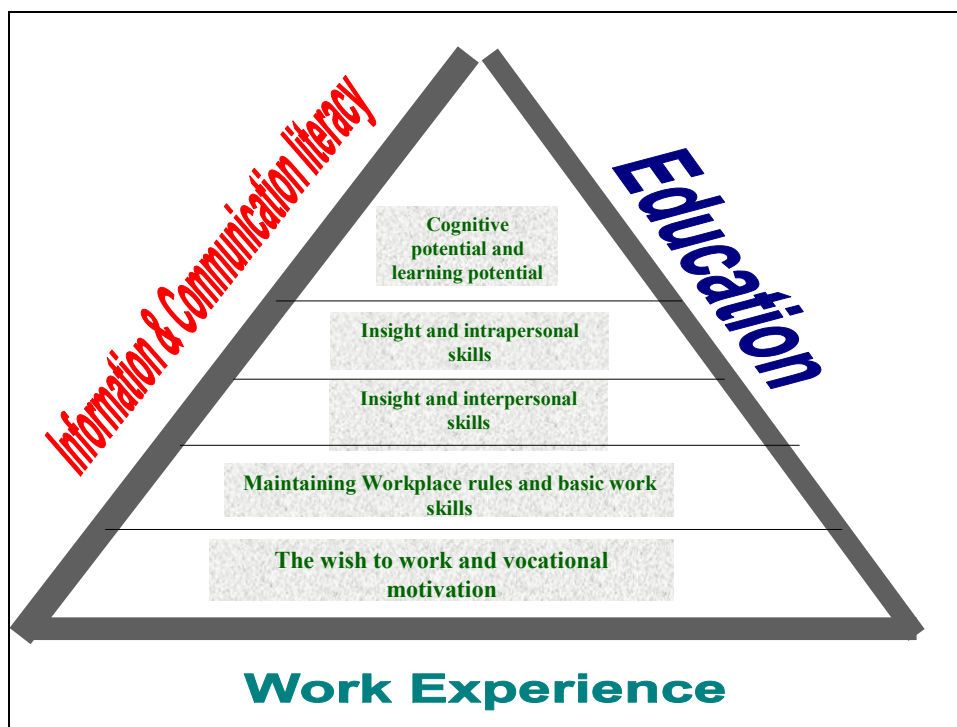 Information & Communication literacy
Education
Cognitive
potential and
learning potential
Insight and intrapersonal
skills
Insight and interpersonal
skills
Maintaining Workplace rules and basic work
skills
The wish to work and vocational
motivation
Work Experience